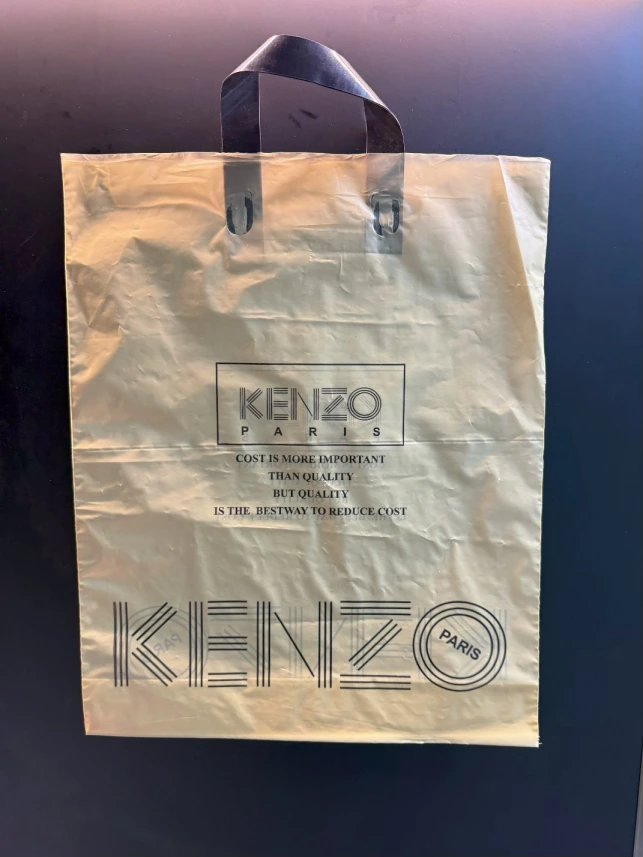 KENZO
PARIS
COST IS MORE IMPORTANT
THAN QUALITY
BUT QUALITY
IS THE BESTWAY TO REDUCE COST
KENZO
PARIS